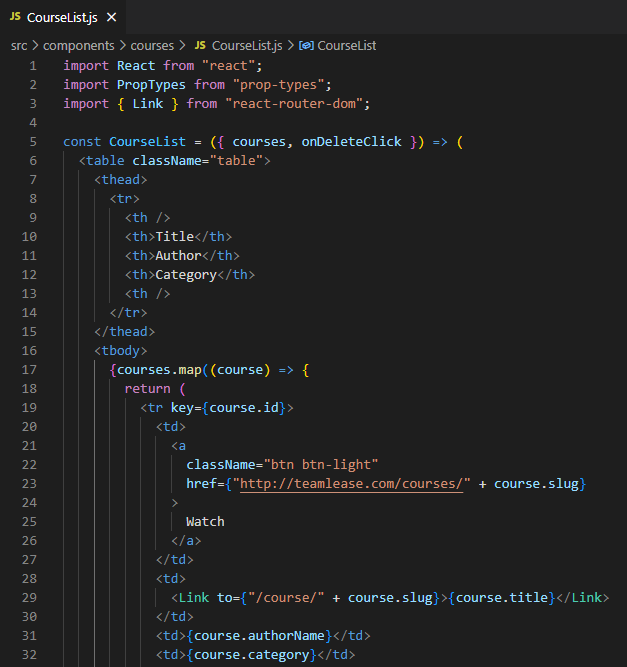 JS CourseList.js ×
src > components > courses > JS CourseList.js > CourseList
1 import React from "react";
2 import PropTypes from "prop-types";
3 import { Link } from "react-router-dom";
4
5 const CourseList = ({ courses, onDeleteClick }) => (
6   <table className="table">
7     <thead>
8       <tr>
9         <th />
10         <th>Title</th>
11         <th>Author</th>
12         <th>Category</th>
13         <th />
14       </tr>
15     </thead>
16     <tbody>
17       {courses.map((course) => {
18         return (
19           <tr key={course.id}>
20             <td>
21               <a
22                 className="btn btn-light"
23                 href={"http://teamlease.com/courses/" + course.slug}
24               >
25                 Watch
26               </a>
27             </td>
28             <td>
29               <Link to={"/course/" + course.slug}>{course.title}</Link>
30             </td>
31             <td>{course.authorName}</td>
32             <td>{course.category}</td>